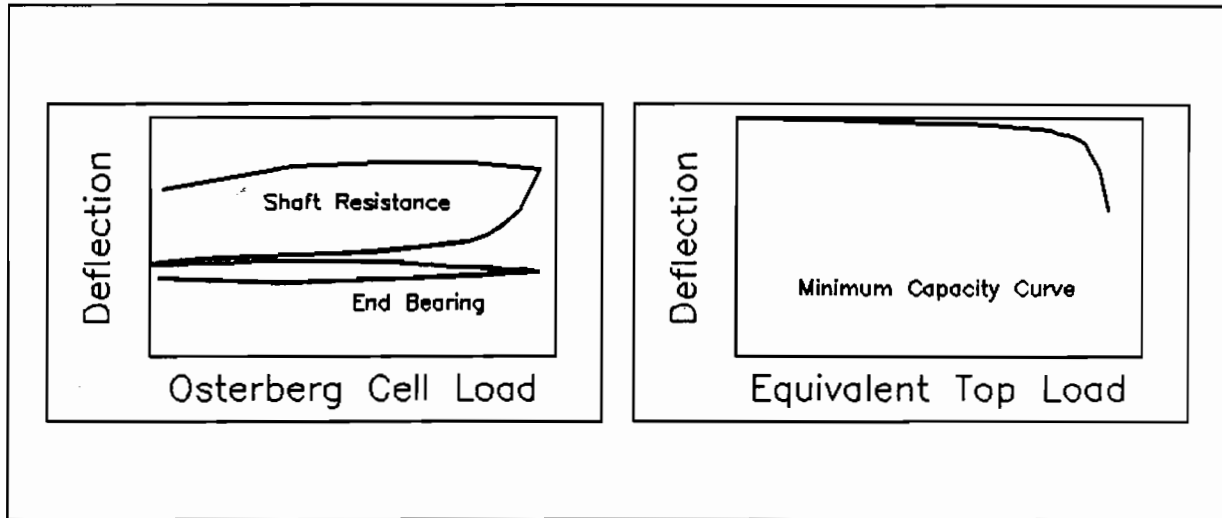 Deflection
Shaft Resistance
End Bearing
Osterberg Cell Load
Deflection
Minimum Capacity Curve
Equivalent Top Load